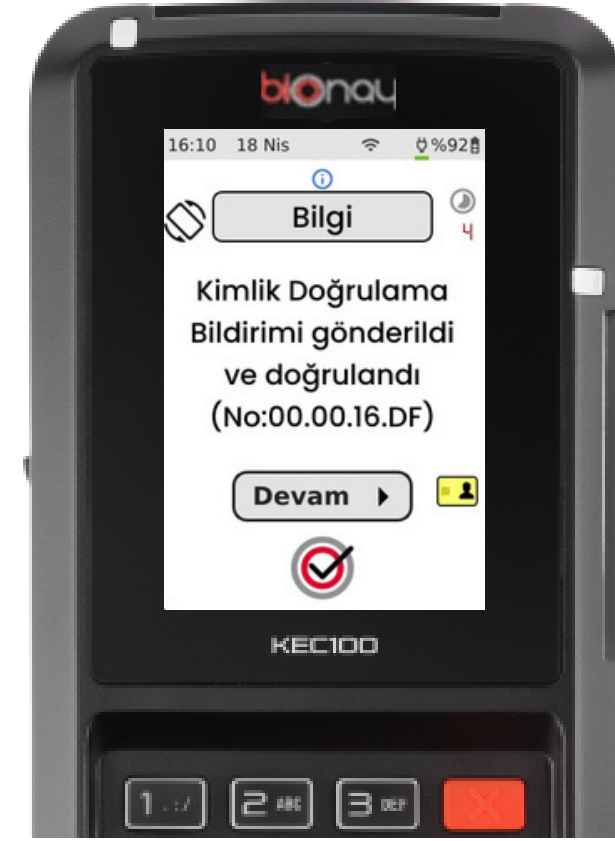 bionay
16:10 18 Nis %92
Bilgi
4
Kimlik Doğrulama
Bildirimi gönderildi
ve doğrulandı
(No:00.00.16.DF)
Devam
KEC100
1 .:/ 2 ABC 3 DEF X